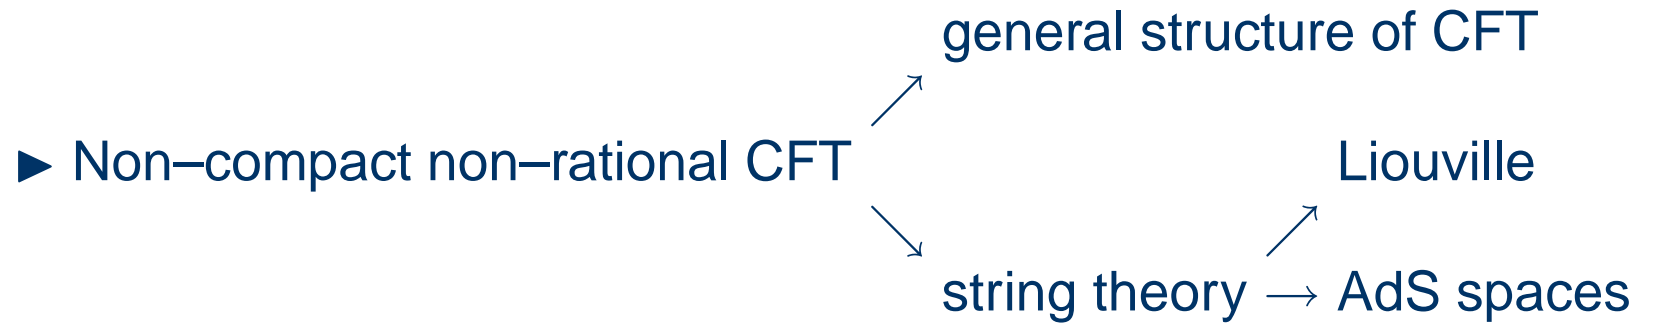 general structure of CFT
► Non–compact non–rational CFT
Liouville
string theory → AdS spaces